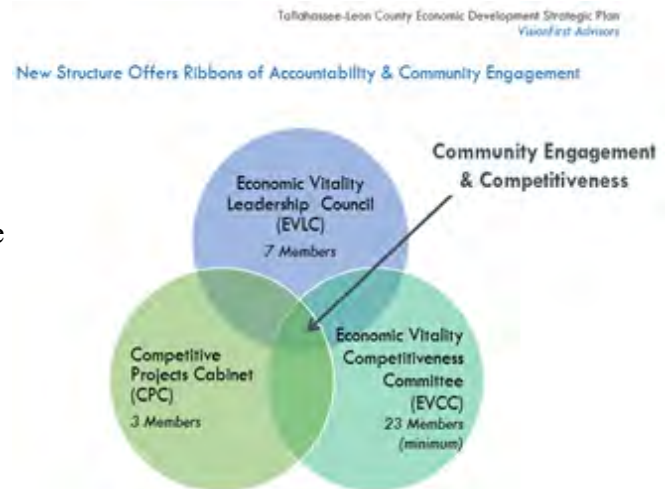 Tallahassee-Leon County Economic Development Strategic Plan
VisionFirst Advisors
New Structure Offers Ribbons of Accountability & Community Engagement
Community Engagement
& Competitiveness
Economic Vitality
Leadership Council
(EVLC)
7 Members
e
Competitive
Projects Cabinet
(CPC)
3 Members
Economic Vitality
Competitiveness
Committee
(EVCC)
23 Members
(minimum)